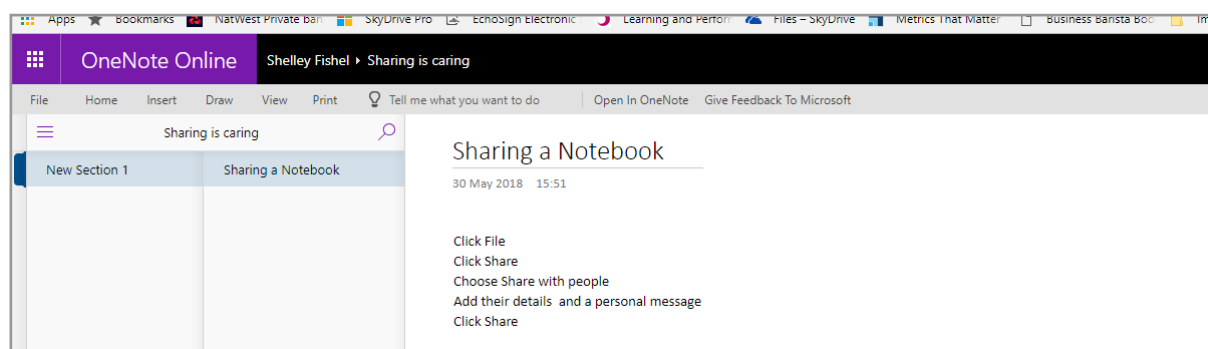 Apps Bookmarks NatWest Private ban SkyDrive Pro EchoSign Electronic Learning and Perform Files – SkyDrive Metrics That Matter Business Barista Boo
OneNote Online Shelley Fishel Sharing is caring
File Home Insert Draw View Print Tell me what you want to do Open In OneNote Give Feedback To Microsoft
Sharing is caring
New Section 1 Sharing a Notebook
Sharing a Notebook
30 May 2018 15:51
Click File
Click Share
Choose Share with people
Add their details  and a personal message
Click Share